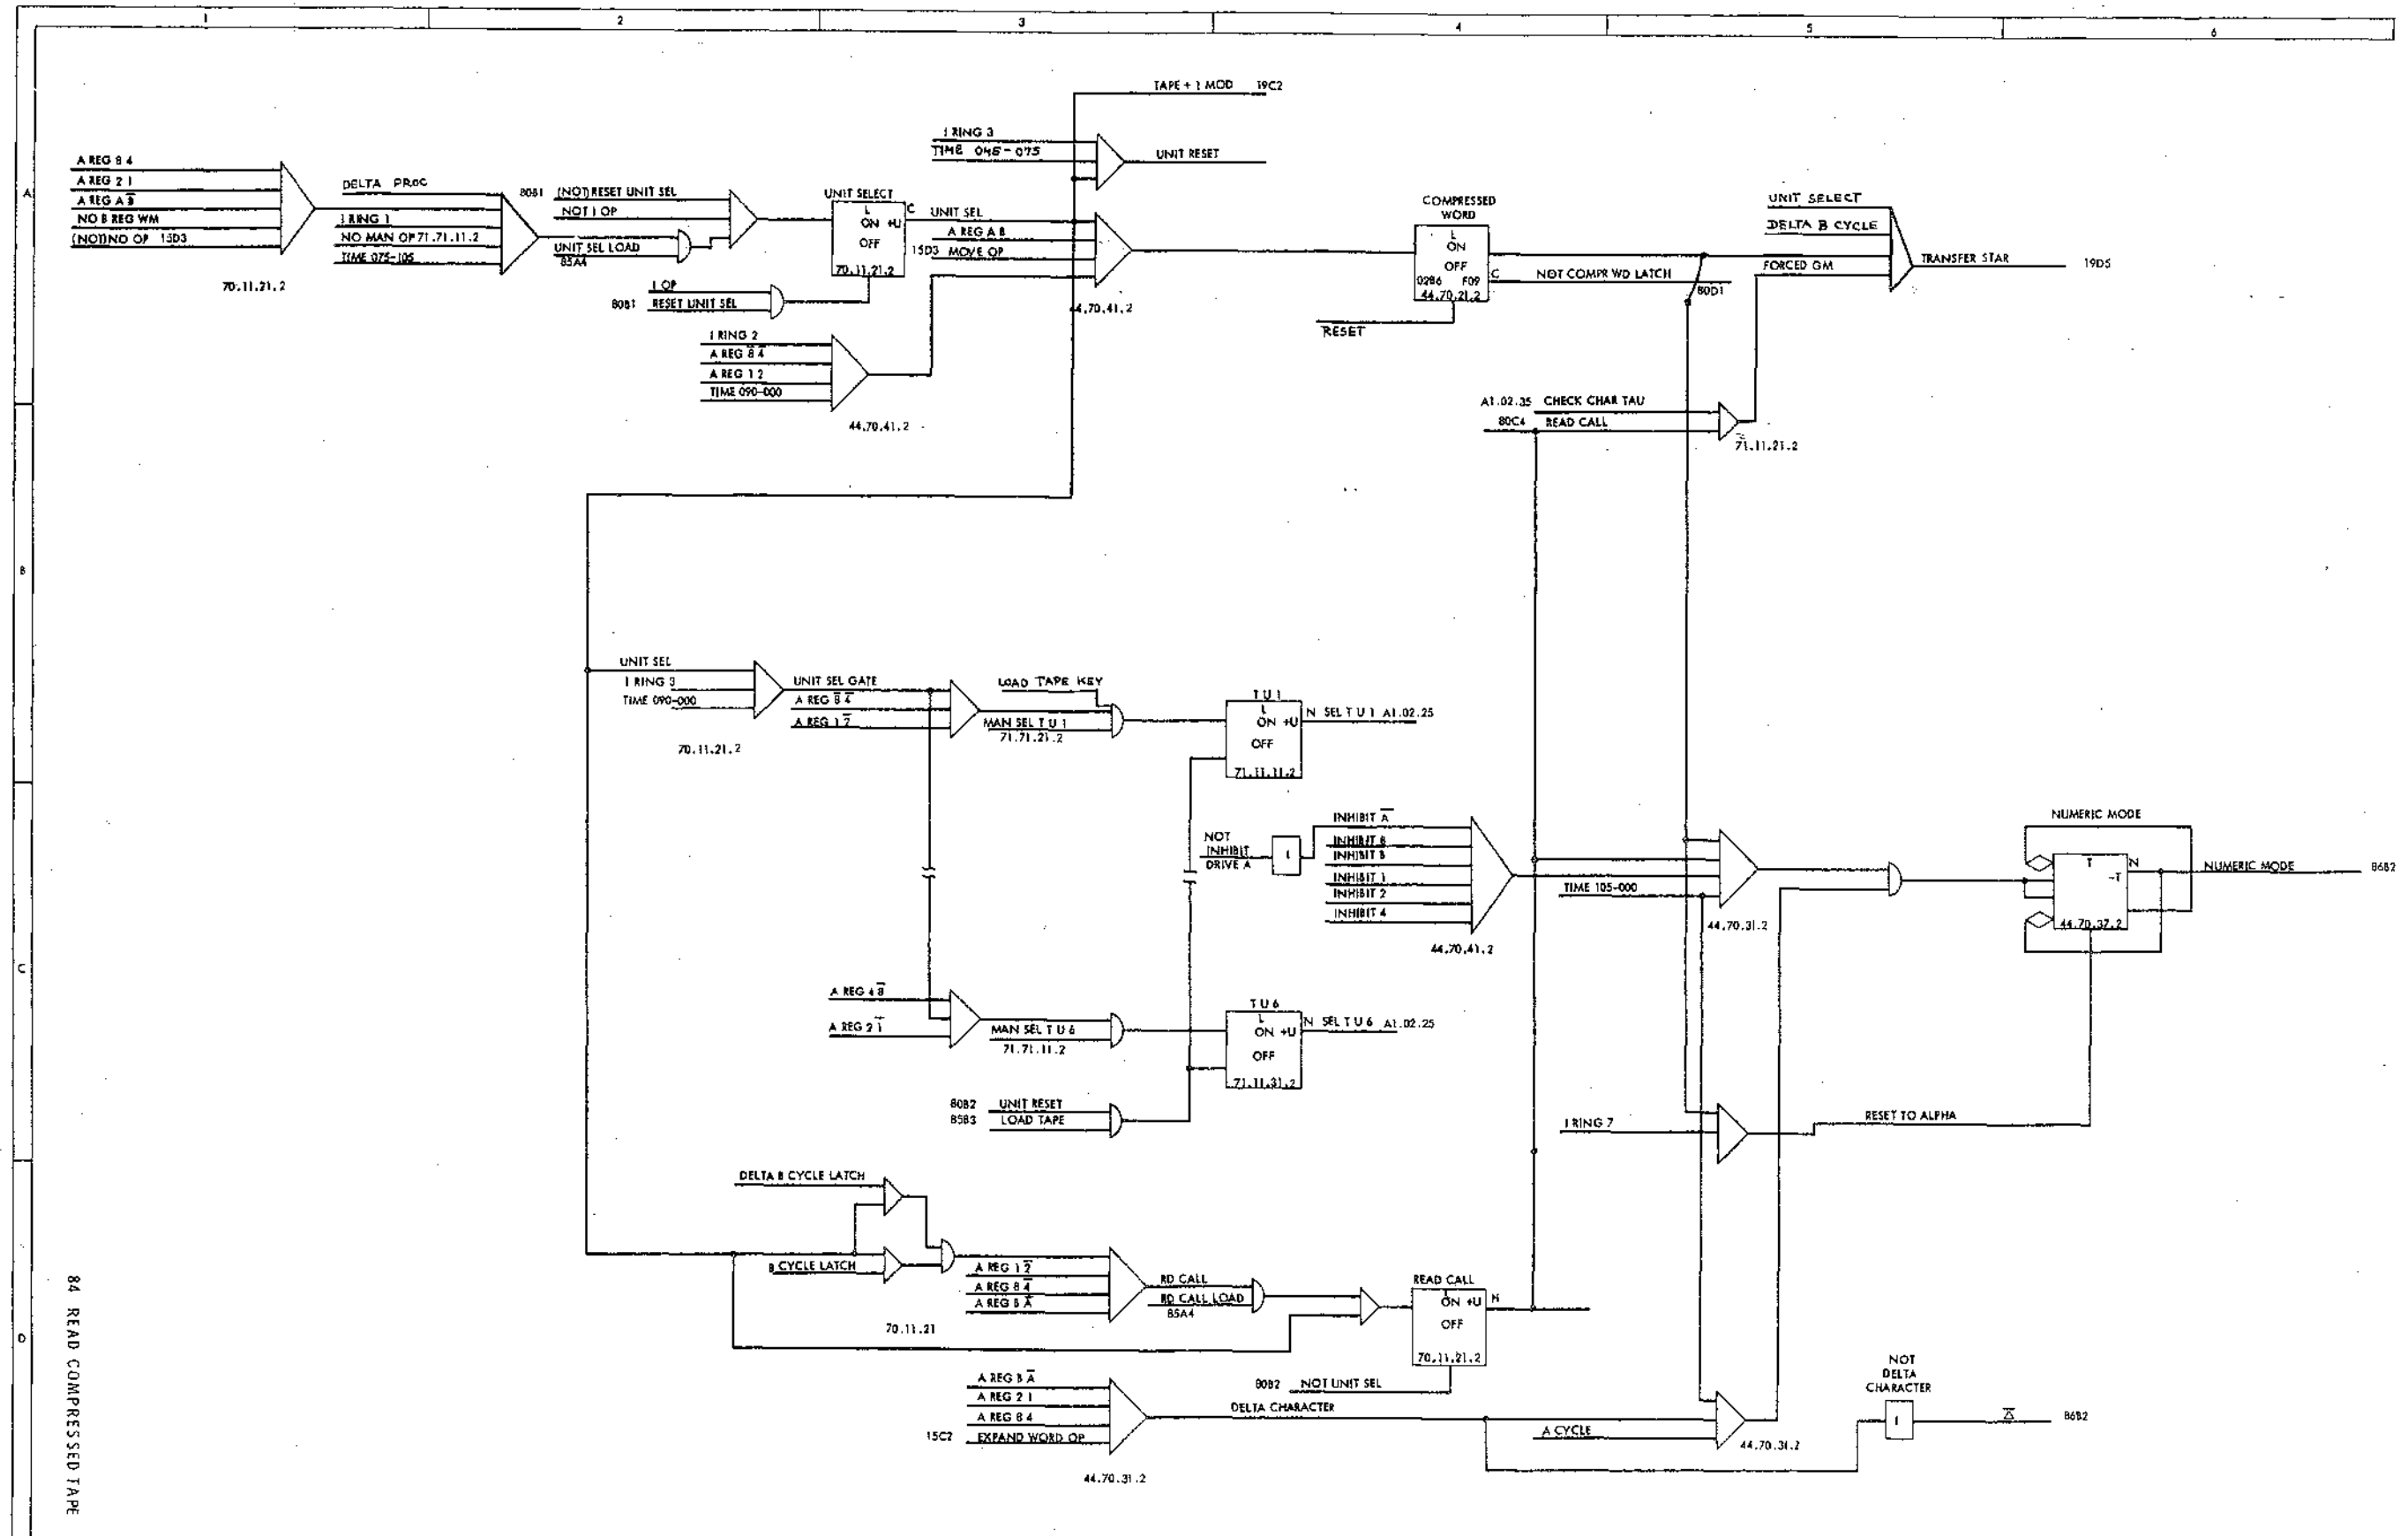 1
2
3
4
5
6
A
B
C
D
TAPE + 1 MOD 19C2
I RING 3
TIME 045-075
UNIT RESET
A REG 8 4
A REG 2 1
A REG A B̅
NO B REG WM
(NOT)NO OP 15D3
70.11.21.2
DELTA PROC
I RING 1
NO MAN OP 71.71.11.2
TIME 075-105
80B1 (NOT)RESET UNIT SEL
NOT I OP
UNIT SEL LOAD
85A4
I OP
80B1 RESET UNIT SEL
UNIT SELECT
L C
ON +U
OFF
70.11.21.2
UNIT SEL
A REG A B
15D3 MOVE OP
4.70.41.2
I RING 2
A REG 8̅ 4̅
A REG 1 2
TIME 090-000
44.70.41.2
COMPRESSED
WORD
L
ON
OFF
02B6 F09
44.70.21.2
C NOT COMPR WD LATCH
80D1
RESET
UNIT SELECT
DELTA B CYCLE
FORCED GM
TRANSFER STAR 19D5
A1.02.35 CHECK CHAR TAU
80C4 READ CALL
71.11.21.2
UNIT SEL
I RING 3
TIME 090-000
70.11.21.2
UNIT SEL GATE
A REG 8̅ 4̅
A REG 1 2̅
LOAD TAPE KEY
MAN SEL T U 1
71.71.21.2
T U 1
L
ON +U
OFF
71.11.11.2
N SEL T U 1 A1.02.25
NOT
INHIBIT
DRIVE A
I
INHIBIT A̅
INHIBIT 8
INHIBIT B
INHIBIT 1
INHIBIT 2
INHIBIT 4
44.70.41.2
TIME 105-000
44.70.31.2
NUMERIC MODE
T N
-T
44.70.37.2
NUMERIC MODE 86B2
A REG 4 8̅
A REG 2 1̅
MAN SEL T U 6
71.71.11.2
T U 6
L
ON +U
OFF
71.11.31.2
N SEL T U 6 A1.02.25
80B2 UNIT RESET
85B3 LOAD TAPE
I RING 7
RESET TO ALPHA
DELTA B CYCLE LATCH
B CYCLE LATCH
A REG 1 2̅
A REG 8 4̅
A REG B A̅
70.11.21
RD CALL
RD CALL LOAD
85A4
READ CALL
L
ON +U N
OFF
70.11.21.2
80B2 NOT UNIT SEL
A REG B A̅
A REG 2 1
A REG 8 4
15C2 EXPAND WORD OP
44.70.31.2
DELTA CHARACTER
A CYCLE
44.70.31.2
NOT
DELTA
CHARACTER
I
Δ̅ 86B2
84 READ COMPRESSED TAPE